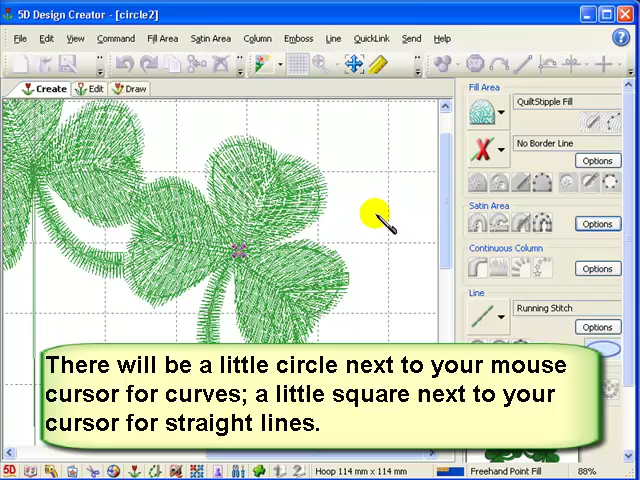 5D Design Creator - [circle2]
File Edit View Command Fill Area Satin Area Column Emboss Line QuickLink Send Help
Create Edit Draw
Fill Area
QuiltStipple Fill
No Border Line
Options
Satin Area
Options
Continuous Column
Options
Line
Running Stitch
Options
There will be a little circle next to your mouse
cursor for curves; a little square next to your
cursor for straight lines.
5D
Hoop 114 mm x 114 mm
Freehand Point Fill
88%